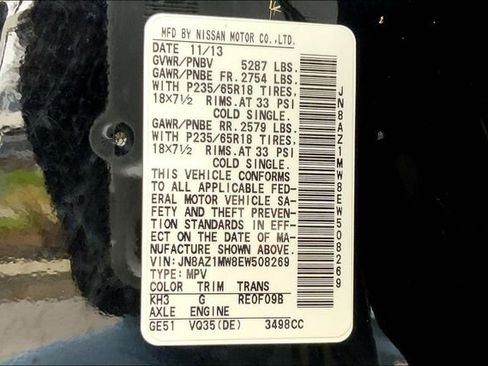 MFD BY NISSAN MOTOR CO.,LTD.
DATE 11/13
GVWR/PNBV 5287 LBS.
GAWR/PNBE FR. 2754 LBS.
WITH P235/65R18 TIRES,
18X7½ RIMS.AT 33 PSI
COLD SINGLE.
GAWR/PNBE RR. 2579 LBS.
WITH P235/65R18 TIRES,
18X7½ RIMS.AT 33 PSI
COLD SINGLE.
THIS VEHICLE CONFORMS
TO ALL APPLICABLE FED-
ERAL MOTOR VEHICLE SA-
FETY AND THEFT PREVEN-
TION STANDARDS IN EFF-
ECT ON THE DATE OF MA-
NUFACTURE SHOWN ABOVE.
VIN:JN8AZ1MW8EW508269
TYPE:MPV
COLOR TRIM TRANS
KH3 G RE0F09B
AXLE ENGINE
GE51 VQ35(DE) 3498CC
JN8AZ1MW8EW508269